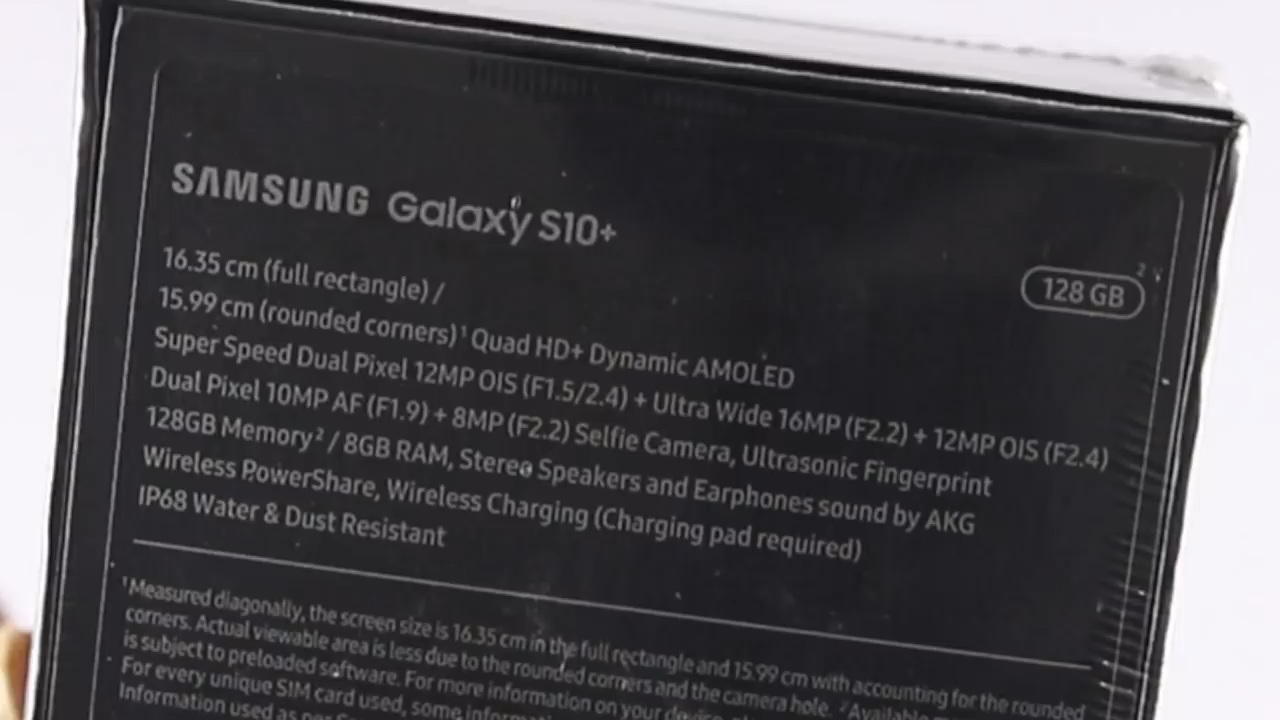 SAMSUNG Galaxy S10+
128 GB
16.35 cm (full rectangle) /
15.99 cm (rounded corners)¹ Quad HD+ Dynamic AMOLED
Super Speed Dual Pixel 12MP OIS (F1.5/2.4) + Ultra Wide 16MP (F2.2) + 12MP OIS (F2.4)
Dual Pixel 10MP AF (F1.9) + 8MP (F2.2) Selfie Camera, Ultrasonic Fingerprint
128GB Memory² / 8GB RAM, Stereo Speakers and Earphones sound by AKG
Wireless PowerShare, Wireless Charging (Charging pad required)
IP68 Water & Dust Resistant
¹Measured diagonally, the screen size is 16.35 cm in the full rectangle and 15.99 cm with accounting for the rounded
corners. Actual viewable area is less due to the rounded corners and the camera hole. ²Available
is subject to preloaded software. For more information on your device,
For every unique SIM card used, some
Information used as per